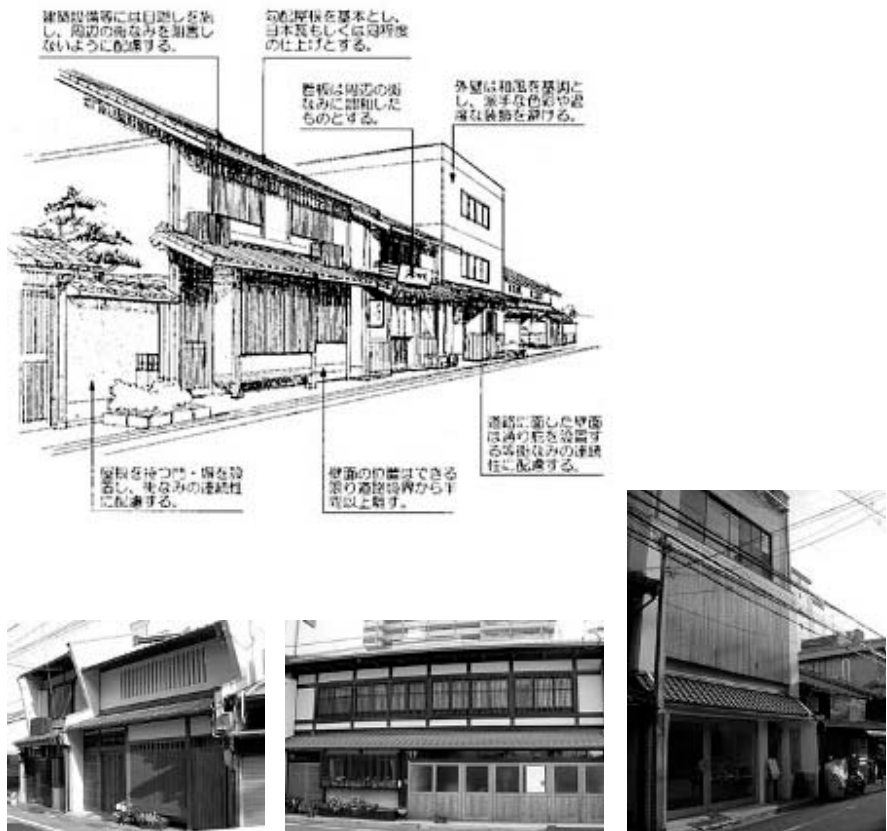 建築設備等には目隠しを施
し、周辺の街なみを阻害し
ないように配慮する。
勾配屋根を基本とし、
日本瓦もしくは同程度
の仕上げとする。
看板は周辺の街
なみに調和した
ものとする。
外壁は和風を基調と
し、派手な色彩や過
度な装飾を避ける。
道路に面した壁面
は通り庇を設置す
る等街なみの連続
性に配慮する。
屋根を持つ門・塀を設
置し、街なみの連続性
に配慮する。
壁面の位置はできる
限り道路境界から半
間以上離す。